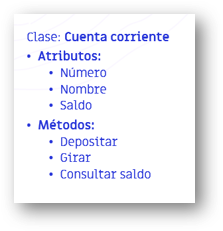 Clase: Cuenta corriente
• Atributos:
• Número
• Nombre
• Saldo
• Métodos:
• Depositar
• Girar
• Consultar saldo